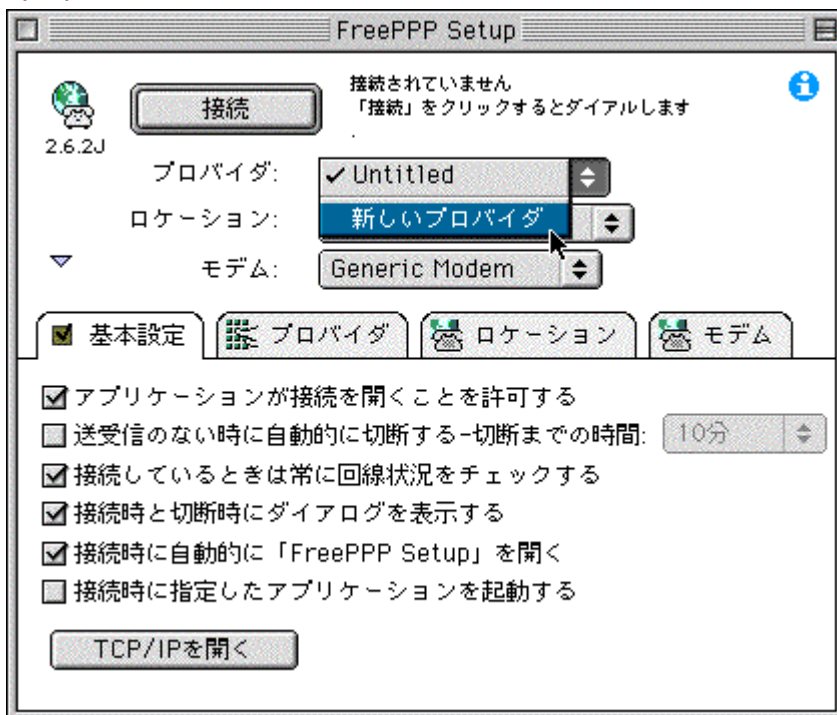 FreePPP Setup
接続
接続されていません
「接続」をクリックするとダイアルします
.
2.6.2J
プロバイダ:
✓Untitled
新しいプロバイダ
ロケーション:
モデム:
Generic Modem
基本設定 プロバイダ ロケーション モデム
アプリケーションが接続を開くことを許可する
送受信のない時に自動的に切断する-切断までの時間: 10分
接続しているときは常に回線状況をチェックする
接続時と切断時にダイアログを表示する
接続時に自動的に「FreePPP Setup」を開く
接続時に指定したアプリケーションを起動する
TCP/IPを開く